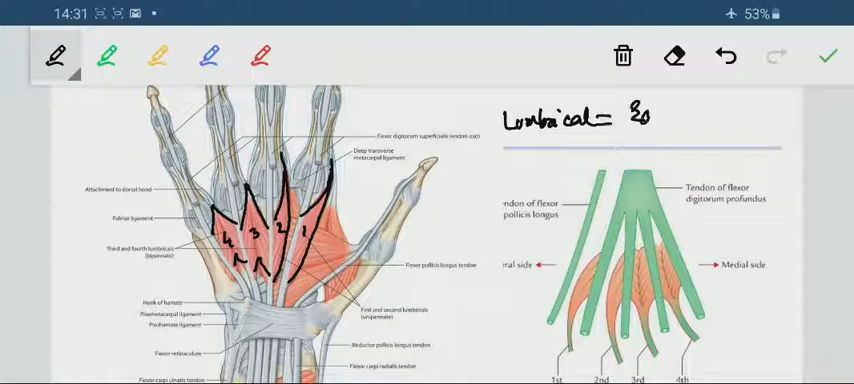 14:31
53%
Lumbrical =
Flexor digitorum superficialis tendon (cut)
Deep transverse
metacarpal ligament
Attachment to dorsal hood
Palmar ligament
Third and fourth lumbricals
(bipennate)
4 3 2 1
Flexor pollicis longus tendon
Hook of hamate
Pisometacarpal ligament
Pisohamate ligament
First and second lumbricals
(unipennate)
Flexor retinaculum
Abductor pollicis longus tendon
Flexor carpi radialis tendon
Flexor carpi ulnaris tendon
ndon of flexor
pollicis longus
Tendon of flexor
digitorum profundus
eral side
Medial side
1st 2nd 3rd 4th